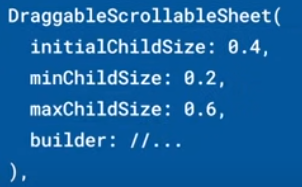 DraggableScrollableSheet(
  initialChildSize: 0.4,
  minChildSize: 0.2,
  maxChildSize: 0.6,
  builder: //...
),